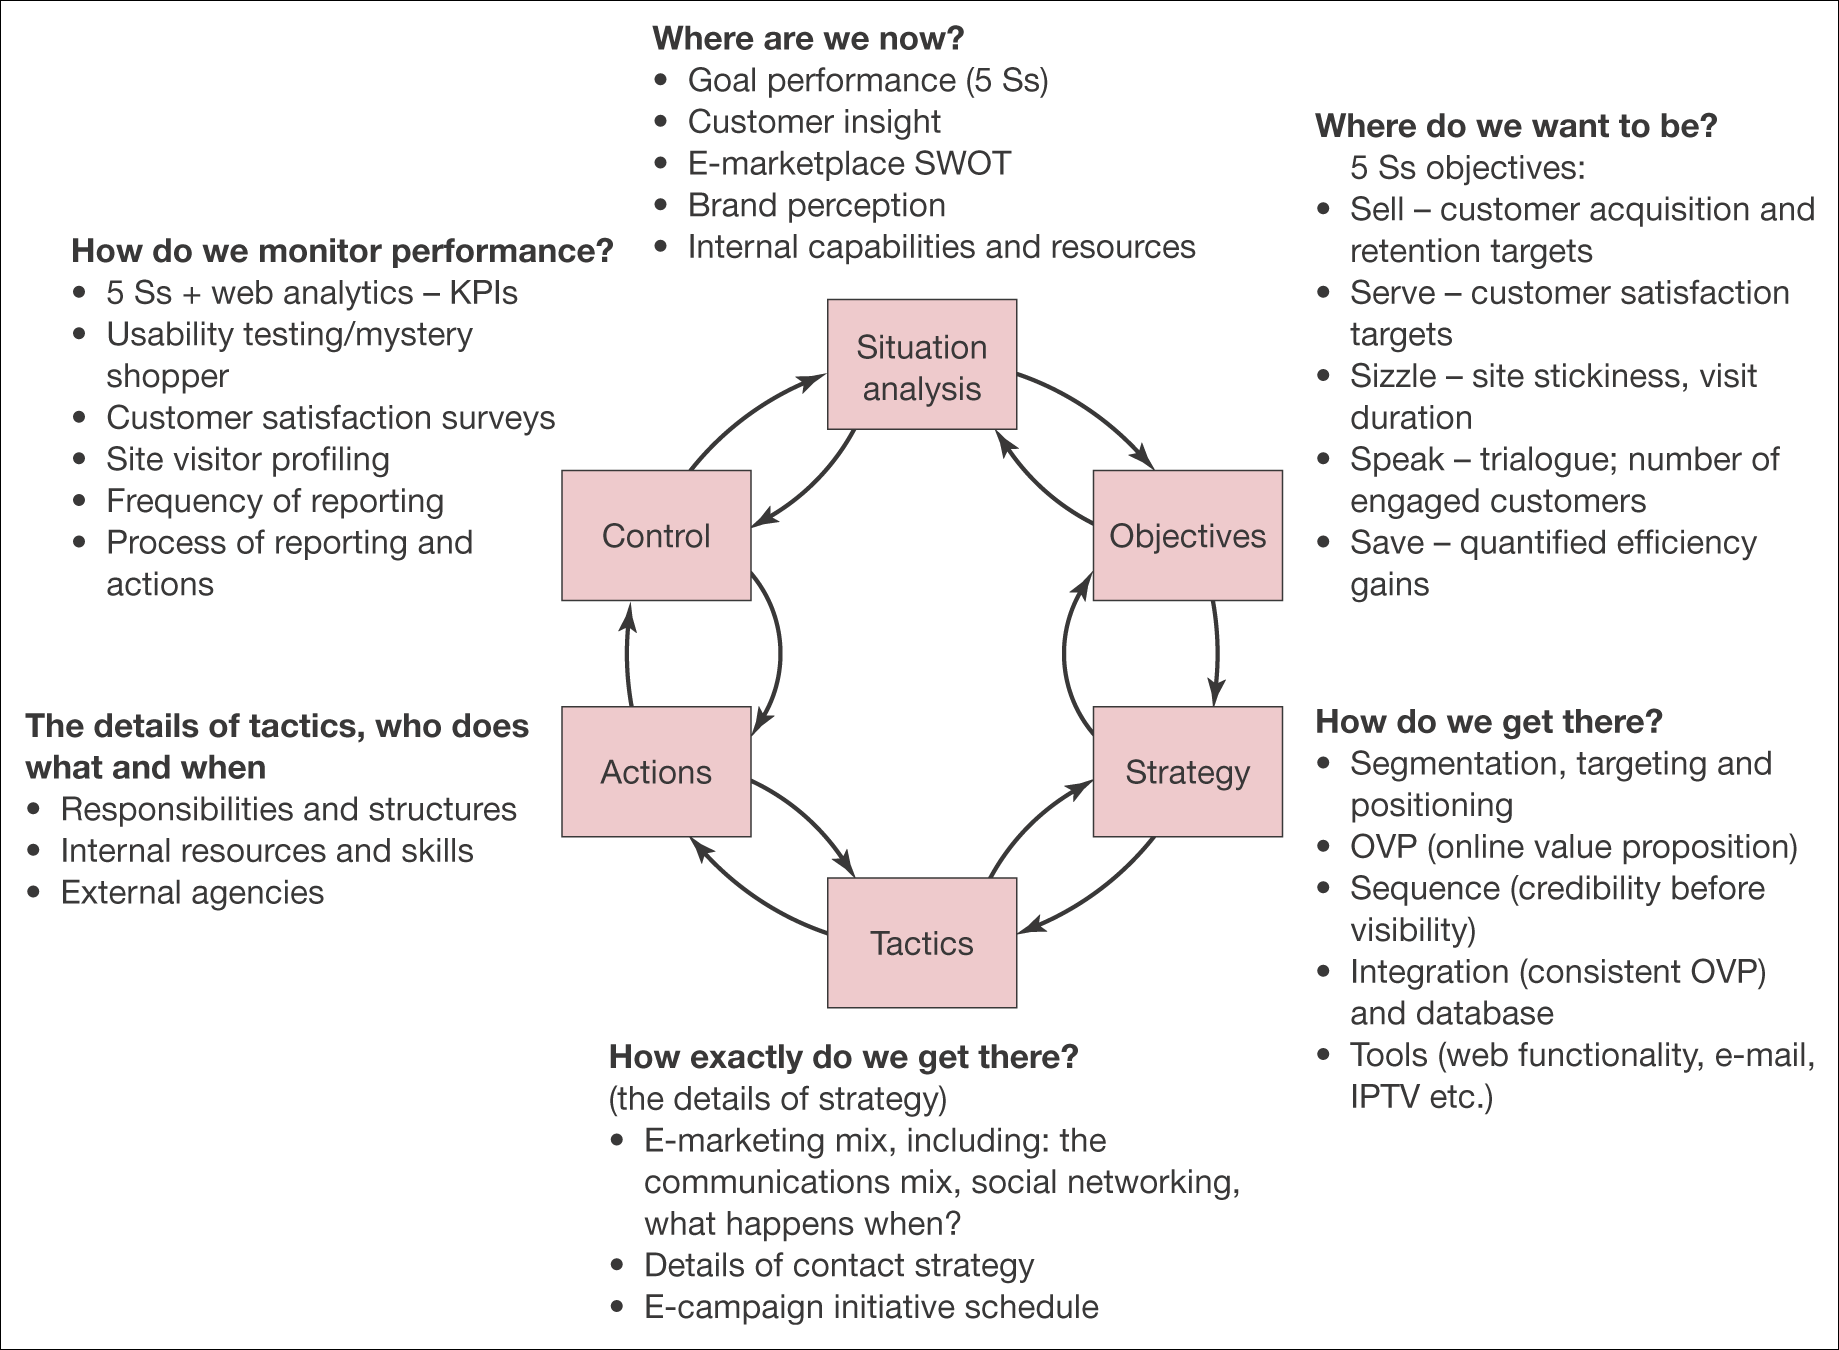 Where are we now?
• Goal performance (5 Ss)
• Customer insight
• E-marketplace SWOT
• Brand perception
• Internal capabilities and resources
Where do we want to be?
5 Ss objectives:
• Sell – customer acquisition and
retention targets
• Serve – customer satisfaction
targets
• Sizzle – site stickiness, visit
duration
• Speak – trialogue; number of
engaged customers
• Save – quantified efficiency
gains
How do we monitor performance?
• 5 Ss + web analytics – KPIs
• Usability testing/mystery
shopper
• Customer satisfaction surveys
• Site visitor profiling
• Frequency of reporting
• Process of reporting and
actions
Situation
analysis
Control
Objectives
Actions
Strategy
Tactics
The details of tactics, who does
what and when
• Responsibilities and structures
• Internal resources and skills
• External agencies
How do we get there?
• Segmentation, targeting and
positioning
• OVP (online value proposition)
• Sequence (credibility before
visibility)
• Integration (consistent OVP)
and database
• Tools (web functionality, e-mail,
IPTV etc.)
How exactly do we get there?
(the details of strategy)
• E-marketing mix, including: the
communications mix, social networking,
what happens when?
• Details of contact strategy
• E-campaign initiative schedule